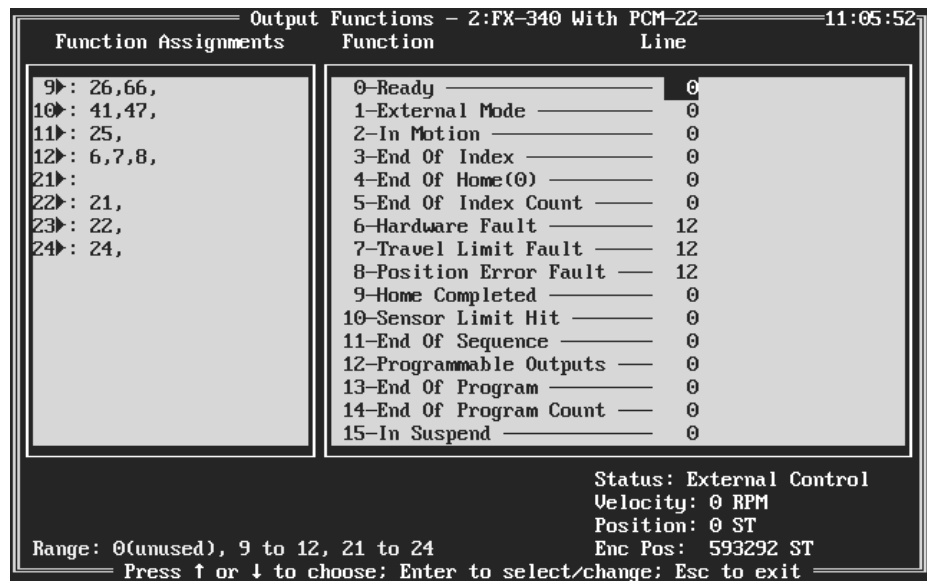 Output Functions – 2:FX-340 With PCM-22 11:05:52
Function Assignments Function Line
9►: 26,66,
10►: 41,47,
11►: 25,
12►: 6,7,8,
21►:
22►: 21,
23►: 22,
24►: 24,
0-Ready 0
1-External Mode 0
2-In Motion 0
3-End Of Index 0
4-End Of Home(0) 0
5-End Of Index Count 0
6-Hardware Fault 12
7-Travel Limit Fault 12
8-Position Error Fault 12
9-Home Completed 0
10-Sensor Limit Hit 0
11-End Of Sequence 0
12-Programmable Outputs 0
13-End Of Program 0
14-End Of Program Count 0
15-In Suspend 0
Status: External Control
Velocity: 0 RPM
Position: 0 ST
Range: 0(unused), 9 to 12, 21 to 24 Enc Pos: 593292 ST
Press ↑ or ↓ to choose; Enter to select/change; Esc to exit